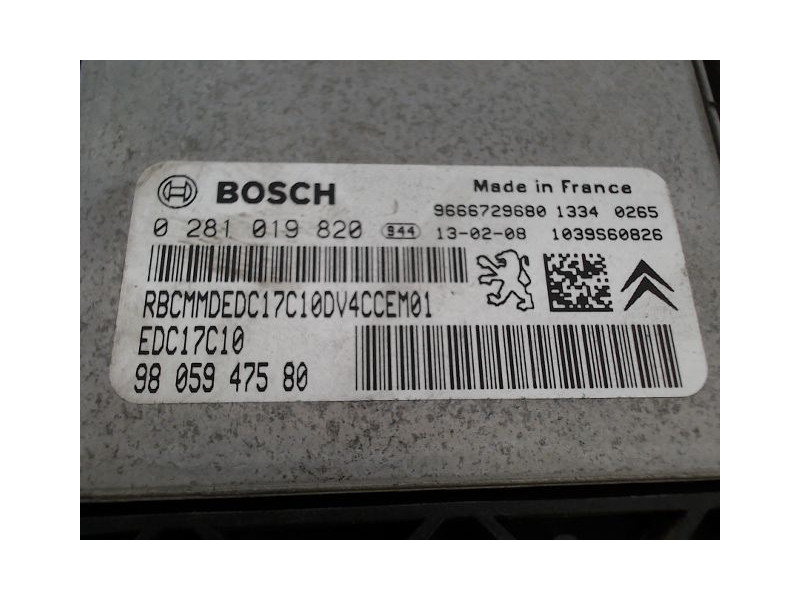 BOSCH
Made in France
0 281 019 820 944
9666729680 1334 0265
13-02-08 1039S60826
RBCMMDEDC17C10DV4CCEM01
EDC17C10
98 059 475 80